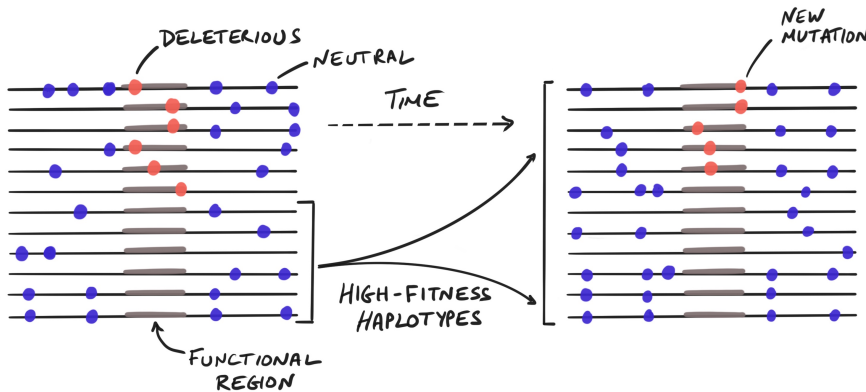 DELETERIOUS
NEUTRAL
NEW
MUTATION
TIME
HIGH-FITNESS
HAPLOTYPES
FUNCTIONAL
REGION